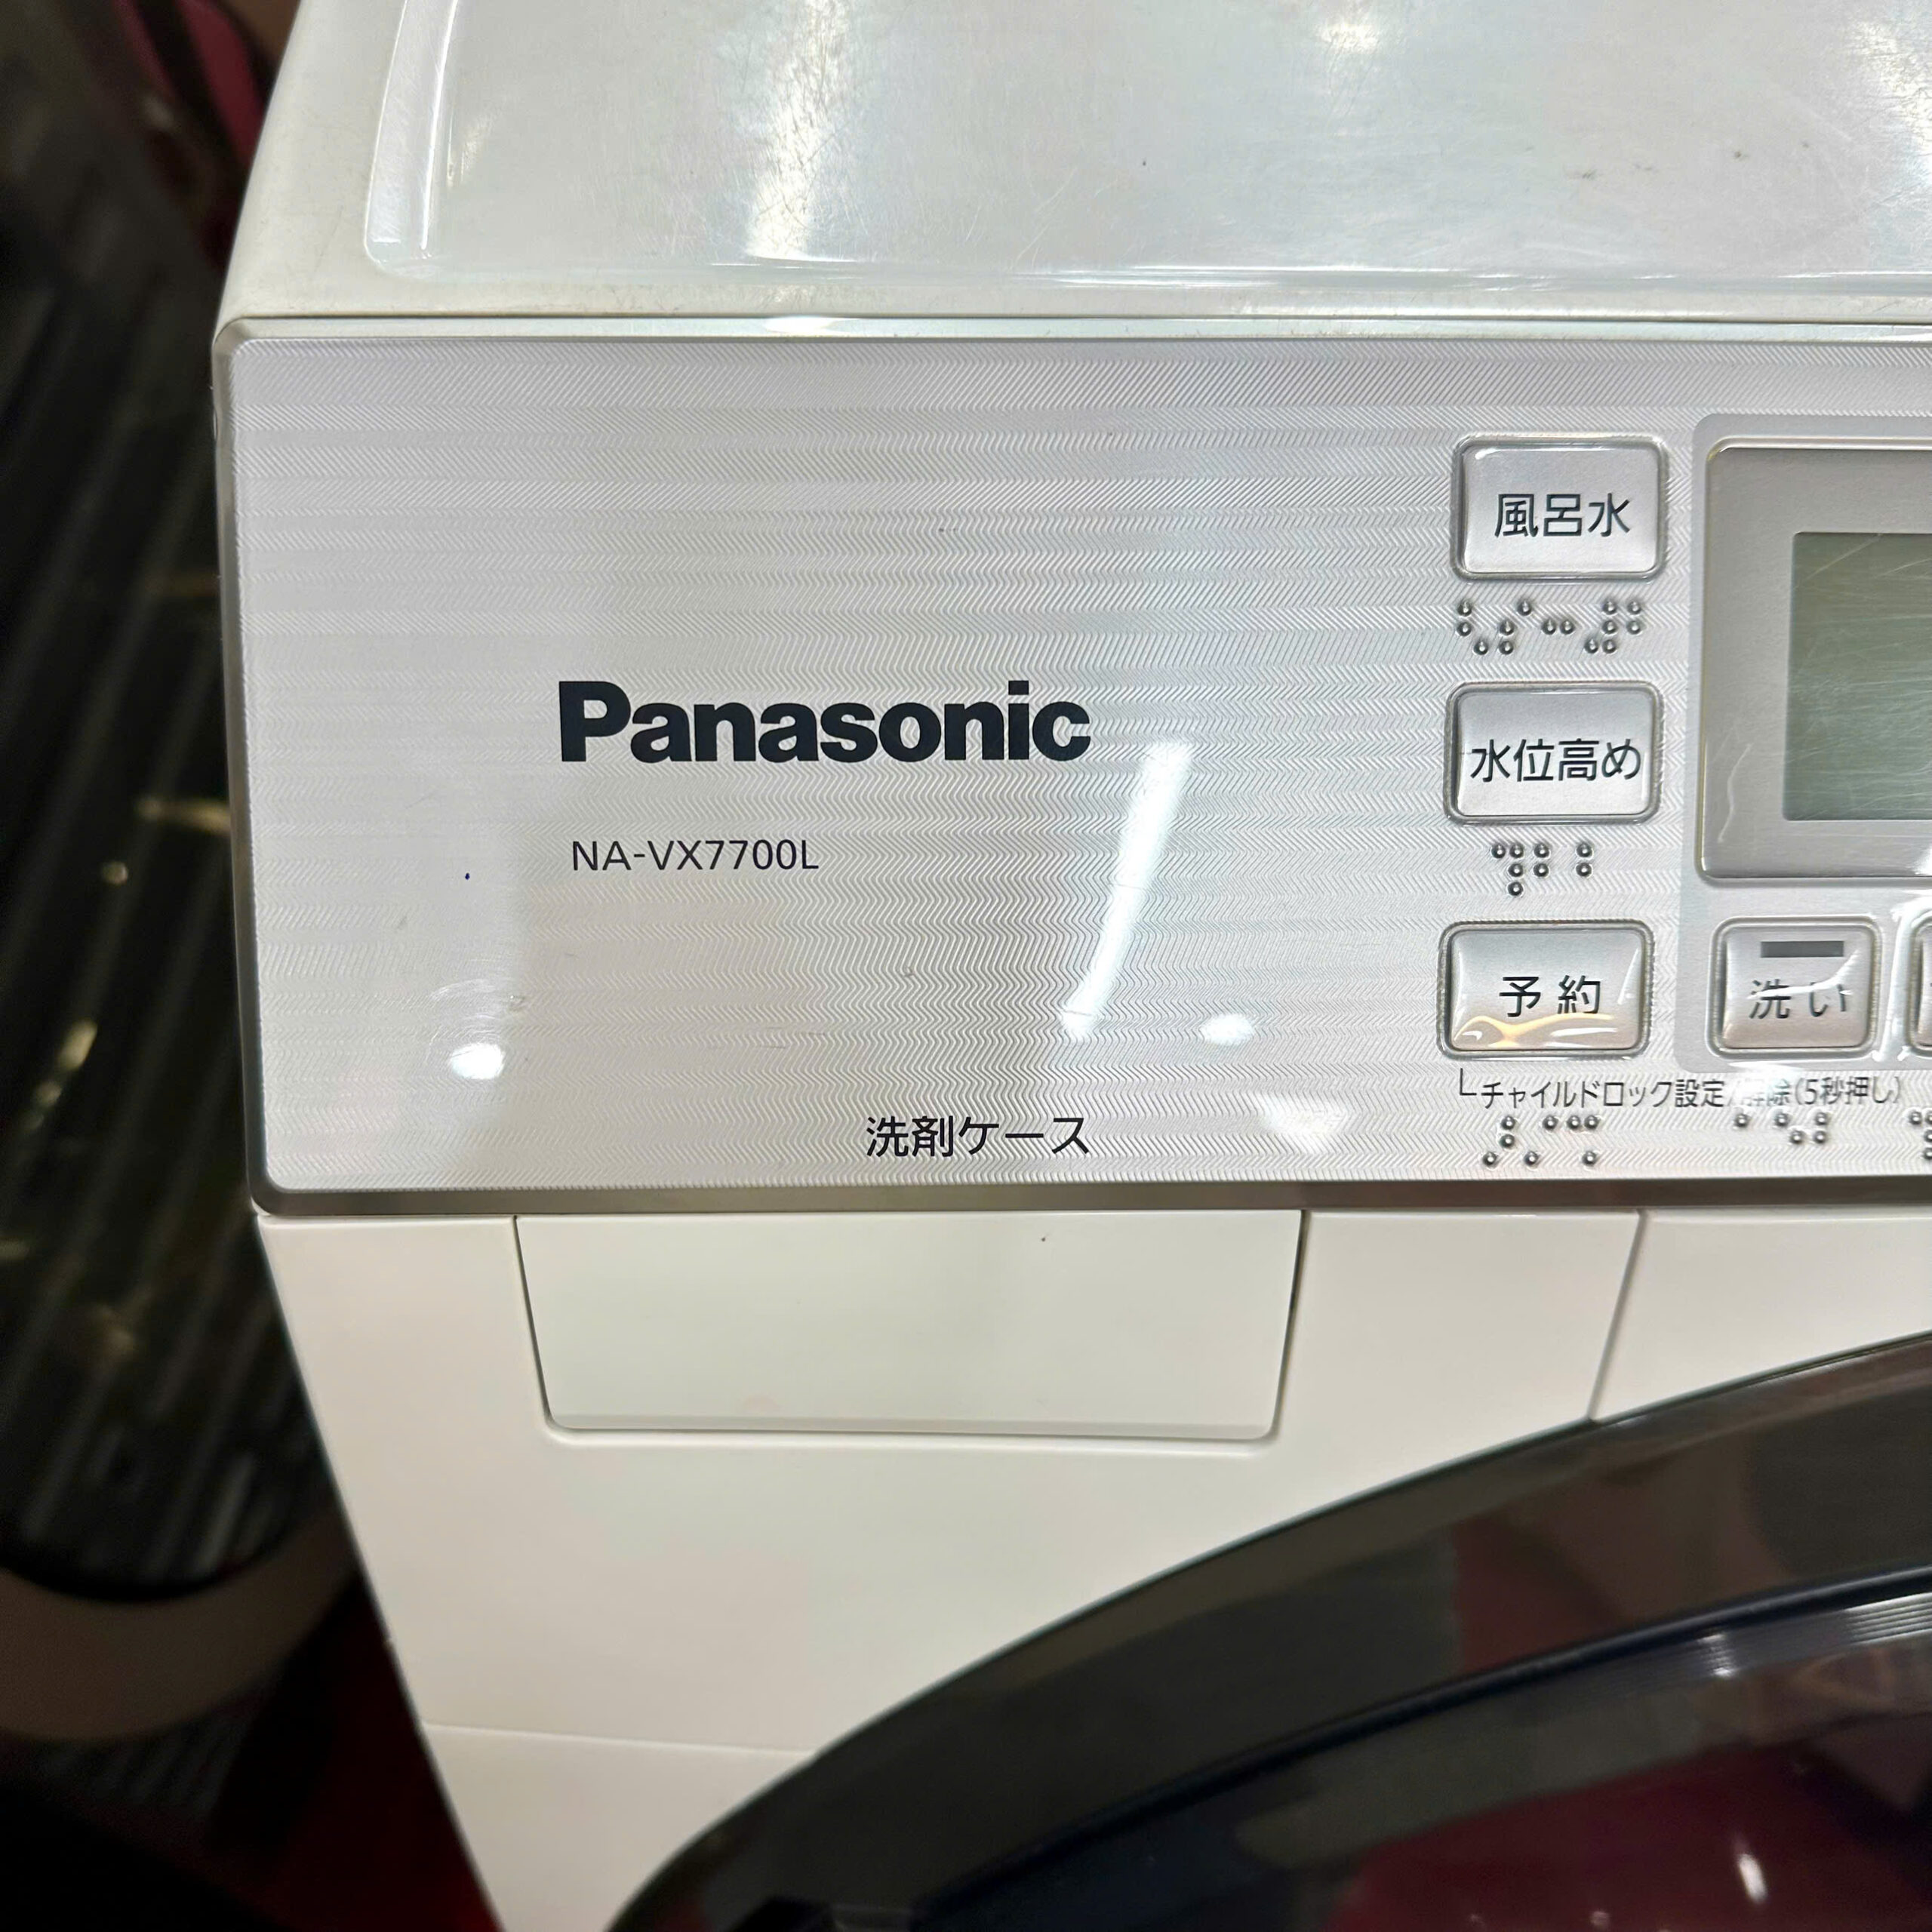 風呂水
Panasonic
水位高め
NA-VX7700L
予約
洗い
チャイルドロック設定/解除(5秒押し)
洗剤ケース